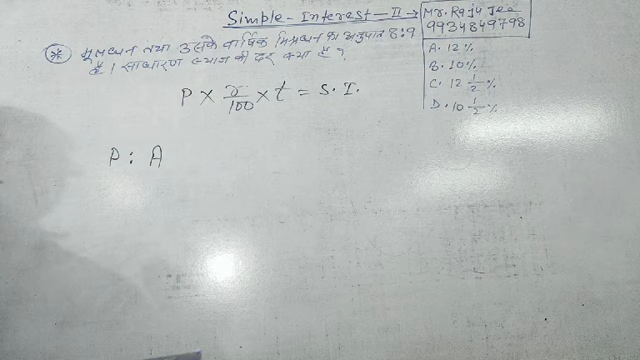 Simple-Interest-II →
Mr. Raju Jee
9934849798
* मूलधन तथा उसके वार्षिक मिश्रधन का अनुपात 8:9
है। साधारण ब्याज की दर क्या है?
A. 12%
B. 10%
C. 12 1/2 %
D. 10 1/2 %
P × r/100 × t = S.I.
P : A